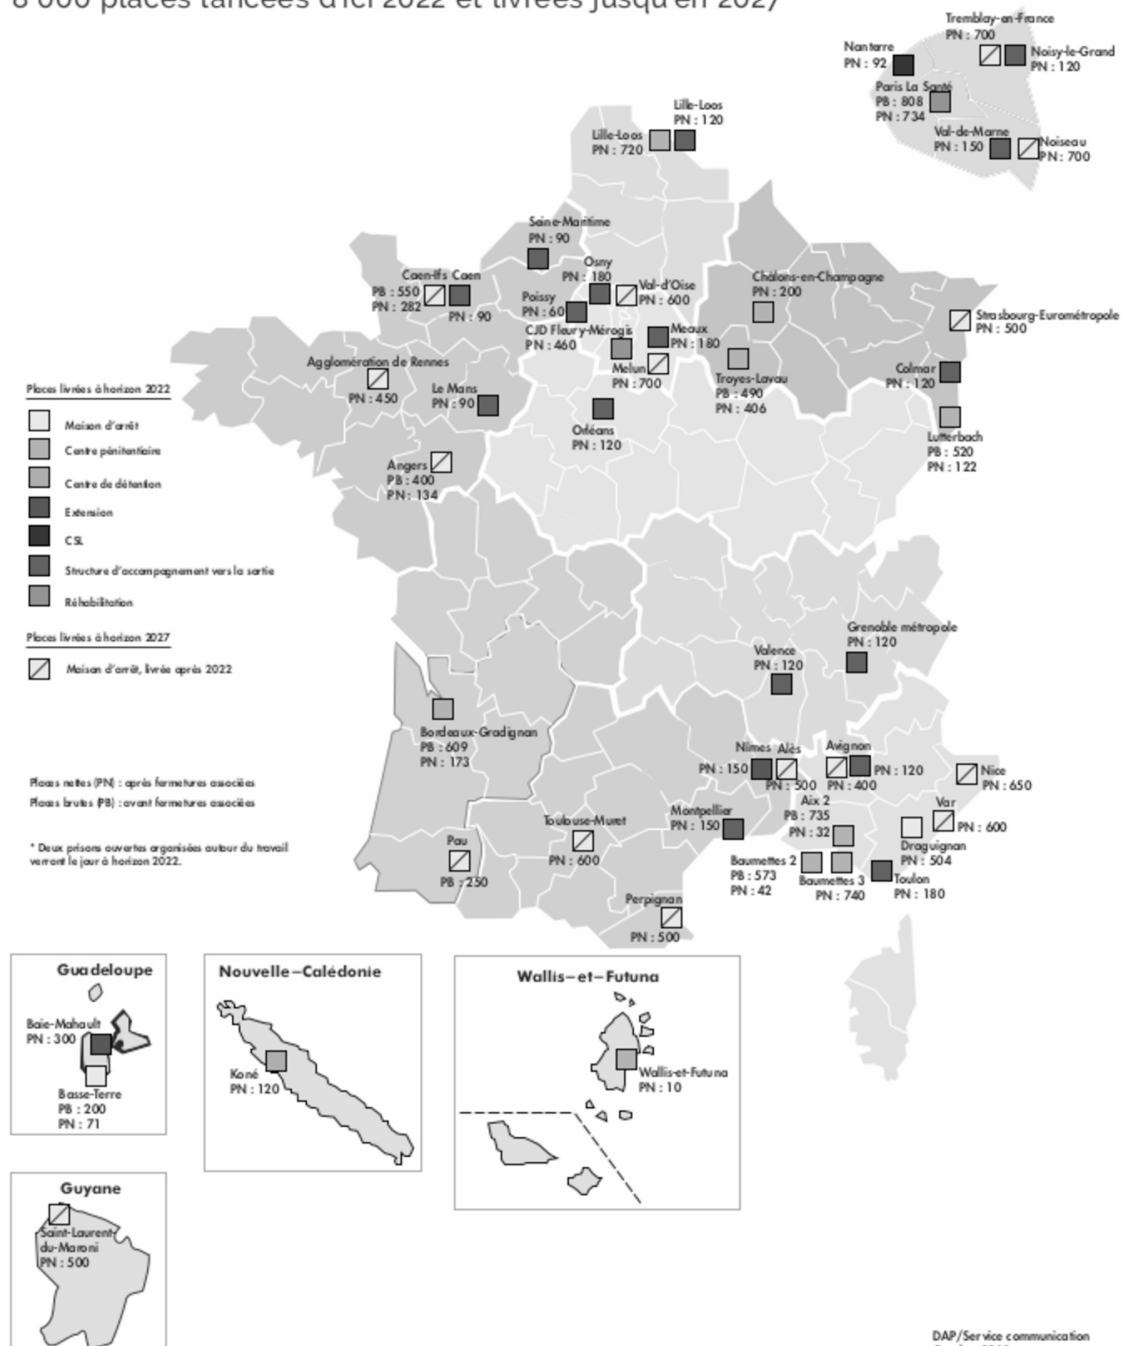 8 000 places lancées d'ici 2022 et livrées jusqu'en 2027
Tremblay-en-France
PN : 700
Nanterre
PN : 92
Noisy-le-Grand
PN : 120
Paris La Santé
PB : 808
PN : 734
Val-de-Marne
PN : 150
Noiseau
PN : 700
Lille-Loos
PN : 120
Lille-Loos
PN : 720
Seine-Maritime
PN : 90
Osny
PN : 180
Caen-Ifs
PB : 550
PN : 282
Caen
PN : 90
Poissy
PN : 60
Val-d'Oise
PN : 600
Châlons-en-Champagne
PN : 200
Strasbourg-Eurométropole
PN : 500
CJD Fleury-Mérogis
PN : 460
Meaux
PN : 180
Melun
PN : 700
Troyes-Lavau
PB : 490
PN : 406
Colmar
PN : 120
Agglomération de Rennes
PN : 450
Le Mans
PN : 90
Orléans
PN : 120
Lutterbach
PB : 520
PN : 122
Angers
PB : 400
PN : 134
Places livrées à horizon 2022
Maison d'arrêt
Centre pénitentiaire
Centre de détention
Extension
CSL
Structure d'accompagnement vers la sortie
Réhabilitation
Places livrées à horizon 2027
Maison d'arrêt, livrée après 2022
Grenoble métropole
PN : 120
Valence
PN : 120
Bordeaux-Gradignan
PB : 609
PN : 173
Nîmes
PN : 150
Alès
PN : 500
Avignon
PN : 120
PN : 400
Nice
PN : 650
Places nettes (PN) : après fermetures associées
Places brutes (PB) : avant fermetures associées
* Deux prisons ouvertes organisées autour du travail
verront le jour à horizon 2022.
Aix 2
PB : 735
PN : 32
Var
PN : 600
Montpellier
PN : 150
Toulouse-Muret
PN : 600
Pau
PB : 250
Draguignan
PN : 504
Baumettes 2
PB : 573
PN : 42
Baumettes 3
PN : 740
Toulon
PN : 180
Perpignan
PN : 500
Guadeloupe
Baie-Mahault
PN : 300
Basse-Terre
PB : 200
PN : 71
Nouvelle–Calédonie
Koné
PN : 120
Wallis–et–Futuna
Wallis-et-Futuna
PN : 10
Guyane
Saint-Laurent-
du-Maroni
PN : 500
DAP/Service communication